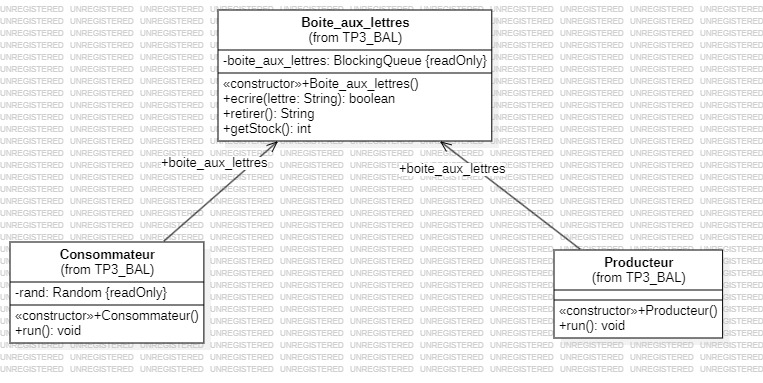 Boite_aux_lettres
(from TP3_BAL)
-boite_aux_lettres: BlockingQueue {readOnly}
«constructor»+Boite_aux_lettres()
+ecrire(lettre: String): boolean
+retirer(): String
+getStock(): int
+boite_aux_lettres
+boite_aux_lettres
Consommateur
(from TP3_BAL)
-rand: Random {readOnly}
«constructor»+Consommateur()
+run(): void
Producteur
(from TP3_BAL)
«constructor»+Producteur()
+run(): void
UNREGISTERED